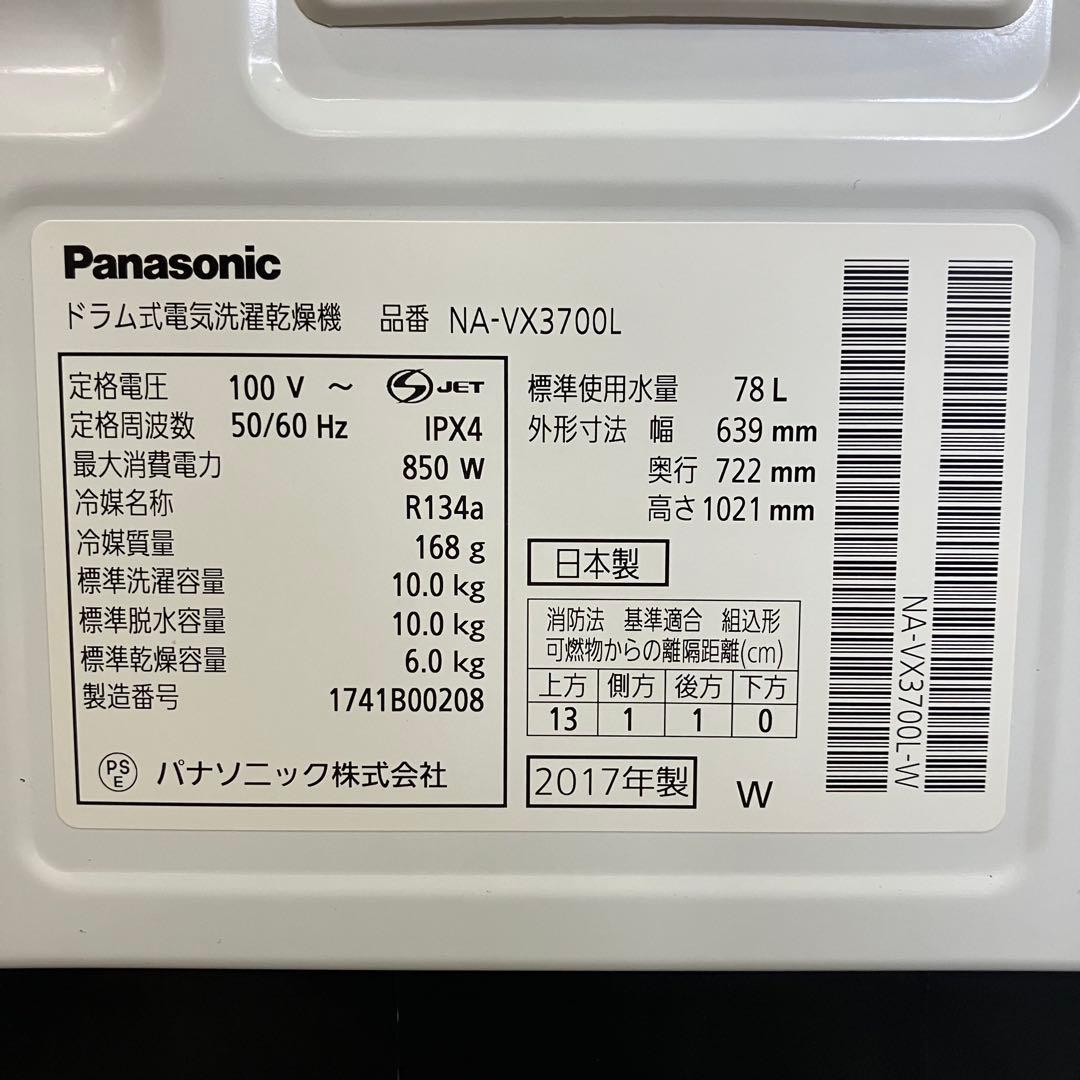 Panasonic
ドラム式電気洗濯乾燥機 品番 NA-VX3700L
定格電圧 100 V ～ S JET
定格周波数 50/60 Hz IPX4
最大消費電力 850 W
冷媒名称 R134a
冷媒質量 168 g
標準洗濯容量 10.0 kg
標準脱水容量 10.0 kg
標準乾燥容量 6.0 kg
製造番号 1741B00208
PS E パナソニック株式会社
標準使用水量 78 L
外形寸法 幅 639 mm
奥行 722 mm
高さ 1021 mm
日本製
消防法 基準適合 組込形
可燃物からの離隔距離(cm)
上方 側方 後方 下方
13 1 1 0
2017年製 W
NA-VX3700L-W